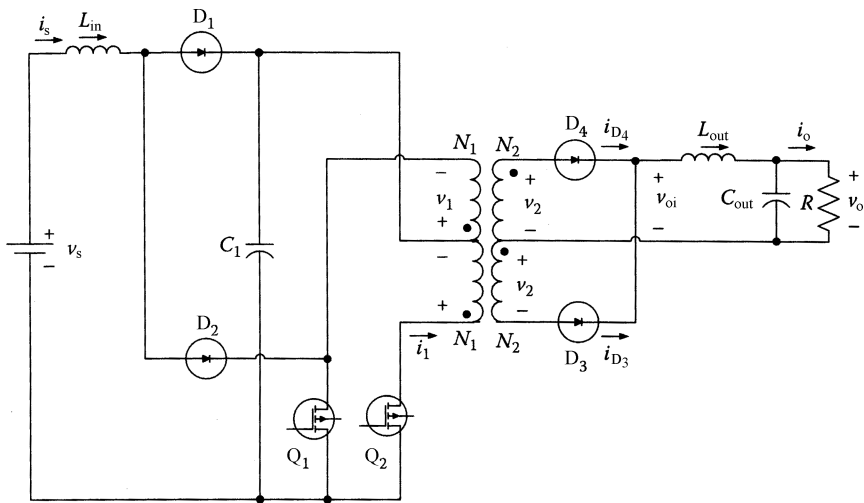 i_s L_in D_1
N_1 N_2 D_4 i_D4 L_out i_o
− + + +
v_1 v_2 v_oi C_out R v_o
+ − − −
+ v_s − C_1
− +
v_2
+ −
D_2
i_1 N_1 N_2 D_3 i_D3
Q_1 Q_2